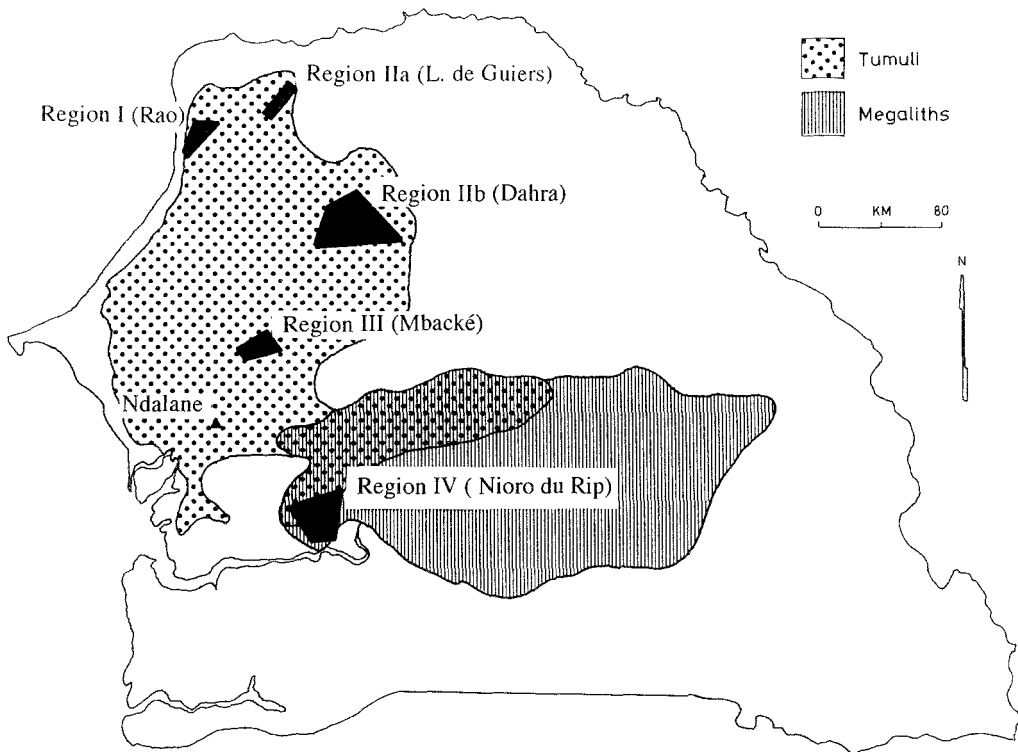 Region IIa (L. de Guiers)
Region I (Rao)
Region IIb (Dahra)
Region III (Mbacké)
Ndalane
Region IV ( Nioro du Rip)
Tumuli
Megaliths
0 KM 80
N